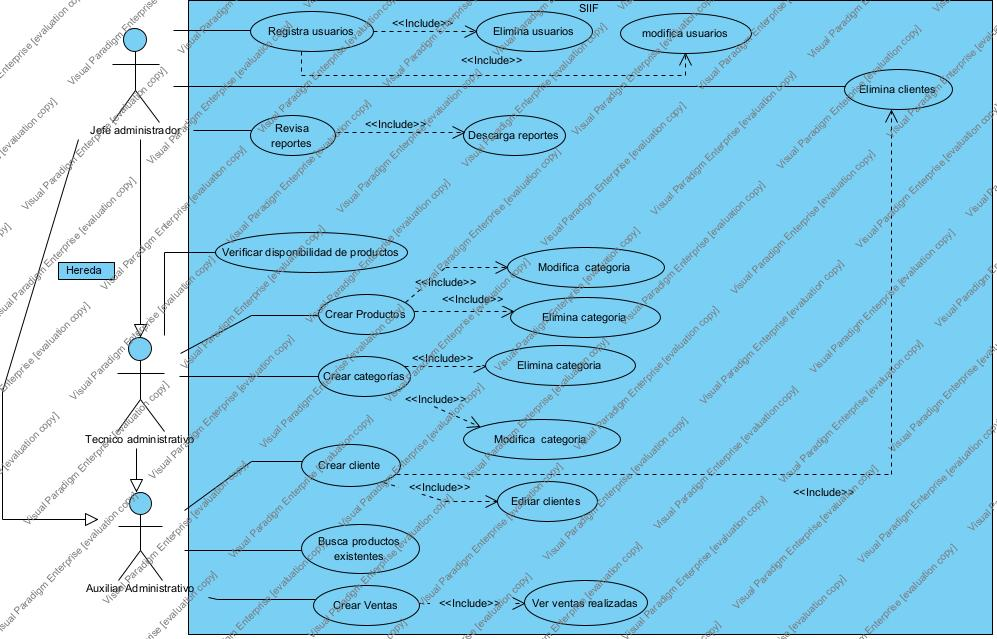 SIIF
Registra usuarios
<<Include>>
Elimina usuarios
modifica usuarios
<<Include>>
Elimina clientes
Jefe administrador
Revisa
reportes
<<Include>>
Descarga reportes
Verificar disponibilidad de productos
Hereda
Modifica categoria
<<Include>>
<<Include>>
Crear Productos
Elimina categoria
<<Include>>
Crear categorías
Elimina categoria
<<Include>>
Tecnico administrativo
Modifica categoria
Crear cliente
<<Include>>
<<Include>>
Editar clientes
Busca productos
existentes
Auxiliar Administrativo
Crear Ventas
<<Include>>
Ver ventas realizadas
Visual Paradigm Enterprise [evaluation copy]